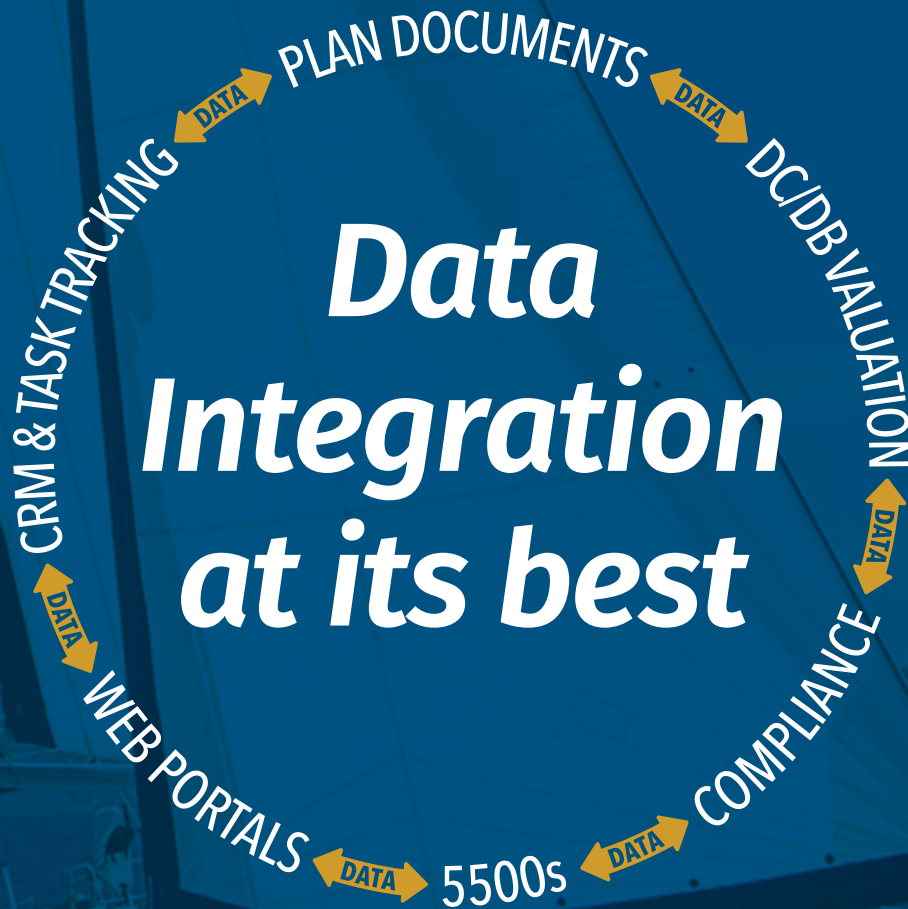 PLAN DOCUMENTS
DATA
DC/DB VALUATION
DATA
COMPLIANCE
DATA
5500s
DATA
WEB PORTALS
DATA
CRM & TASK TRACKING
DATA
Data
Integration
at its best